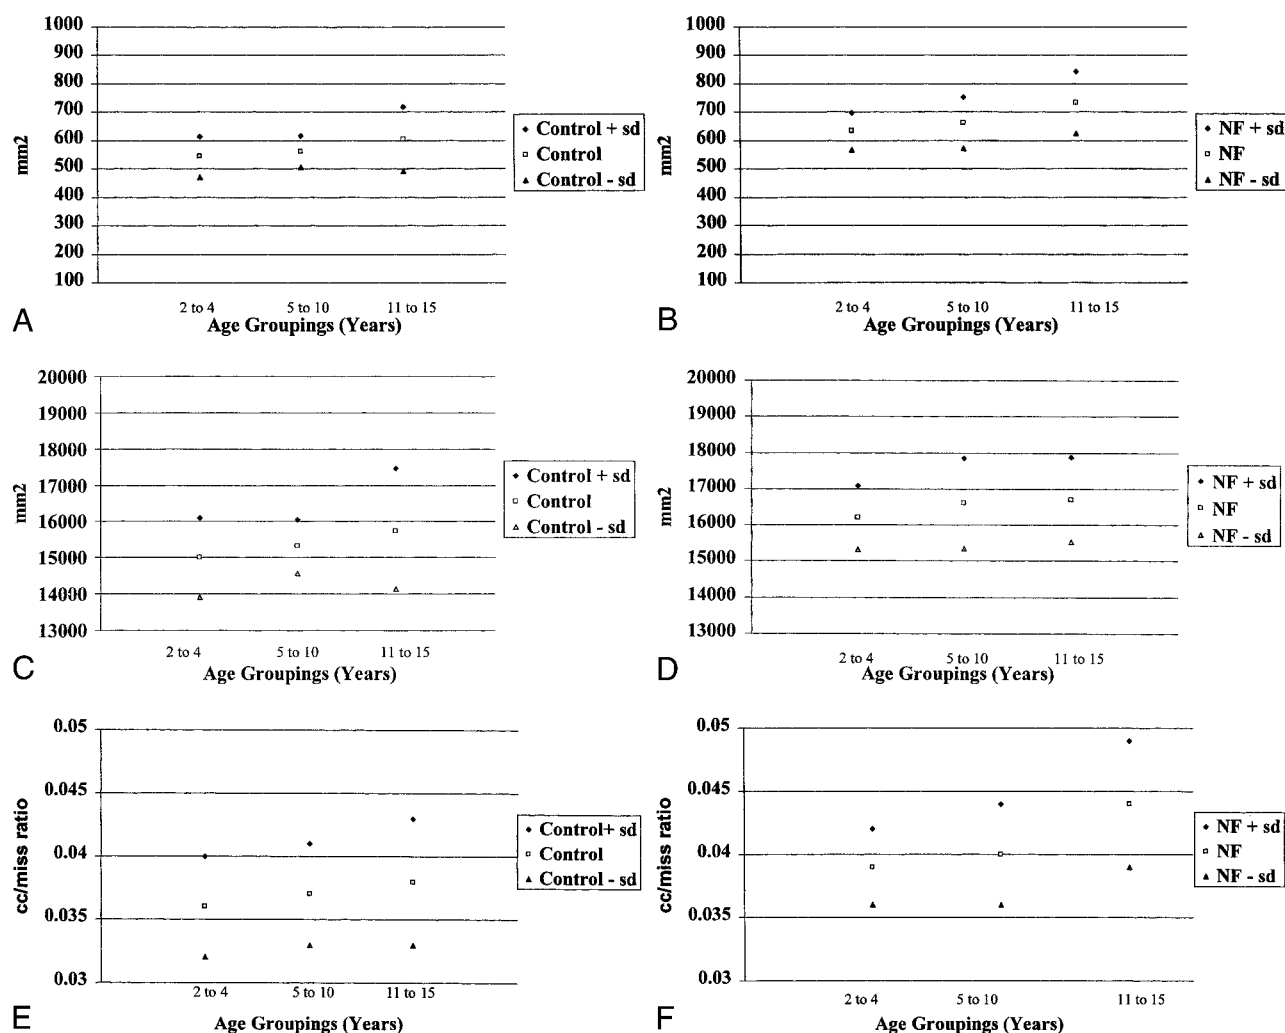 1000
900
800
700
600
500
400
300
200
100
mm2
2 to 4
5 to 10
11 to 15
Age Groupings (Years)
Control + sd
Control
Control - sd
A
1000
900
800
700
600
500
400
300
200
100
mm2
2 to 4
5 to 10
11 to 15
Age Groupings (Years)
NF + sd
NF
NF - sd
B
20000
19000
18000
17000
16000
15000
14000
13000
mm2
2 to 4
5 to 10
11 to 15
Age Groupings (Years)
Control + sd
Control
Control - sd
C
20000
19000
18000
17000
16000
15000
14000
13000
mm2
2 to 4
5 to 10
11 to 15
Age Groupings (Years)
NF + sd
NF
NF - sd
D
0.05
0.045
0.04
0.035
0.03
cc/miss ratio
2 to 4
5 to 10
11 to 15
Age Groupings (Years)
Control+ sd
Control
Control - sd
E
0.05
0.045
0.04
0.035
0.03
cc/miss ratio
2 to 4
5 to 10
11 to 15
Age Groupings (Years)
NF + sd
NF
NF - sd
F